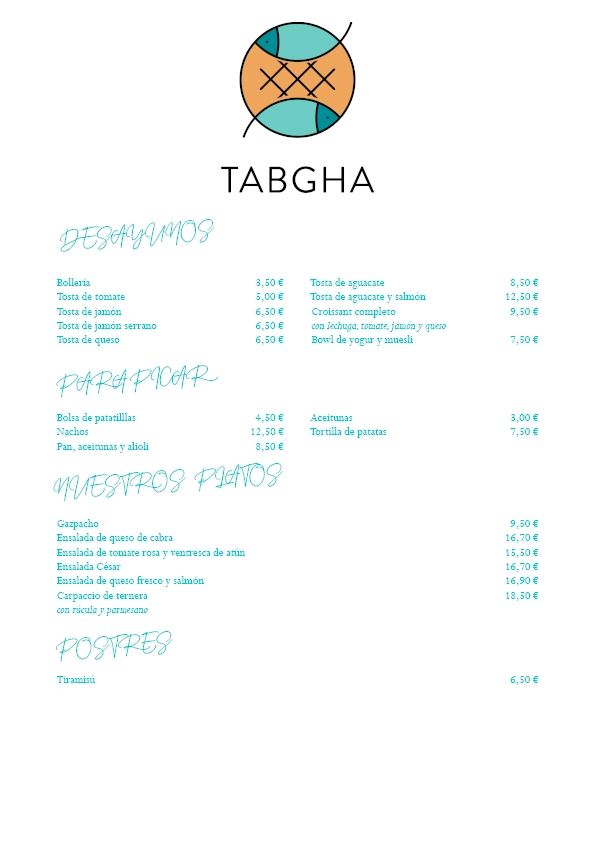 TABGHA
DESAYUNOS
Bollería 3,50 €
Tosta de tomate 5,00 €
Tosta de jamón 6,50 €
Tosta de jamón serrano 6,50 €
Tosta de queso 6,50 €
Tosta de aguacate 8,50 €
Tosta de aguacate y salmón 12,50 €
Croissant completo 9,50 €
con lechuga, tomate, jamón y queso
Bowl de yogur y muesli 7,50 €
PARA PICAR
Bolsa de patatilllas 4,50 €
Nachos 12,50 €
Pan, aceitunas y alioli 8,50 €
Aceitunas 3,00 €
Tortilla de patatas 7,50 €
NUESTROS PLATOS
Gazpacho 9,50 €
Ensalada de queso de cabra 16,70 €
Ensalada de tomate rosa y ventresca de atún 15,50 €
Ensalada César 16,70 €
Ensalada de queso fresco y salmón 16,90 €
Carpaccio de ternera 18,50 €
con rúcula y parmesano
POSTRES
Tiramisú 6,50 €